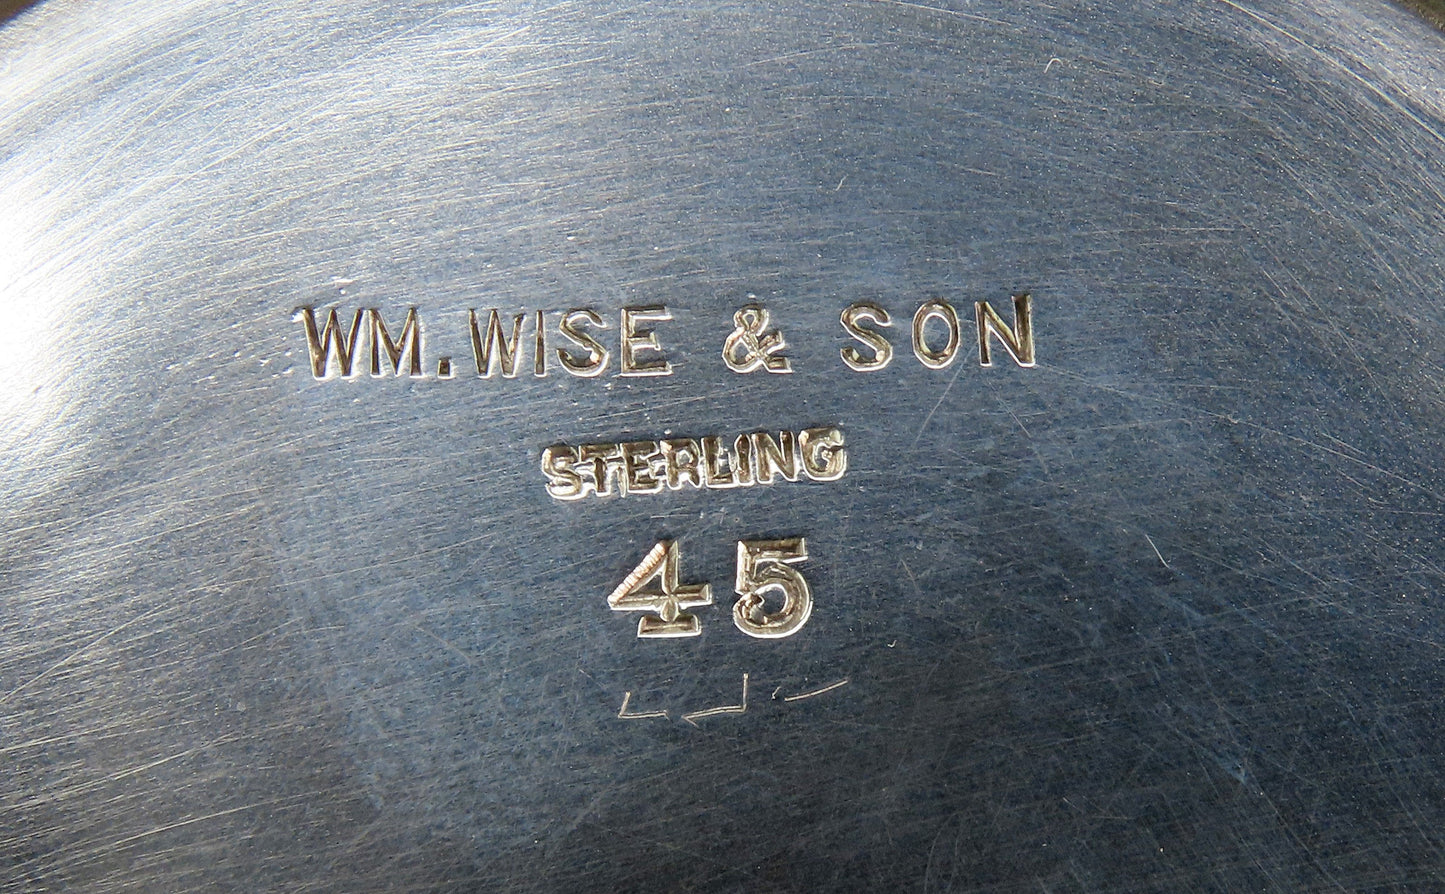 WM. WISE & SON
STERLING
45